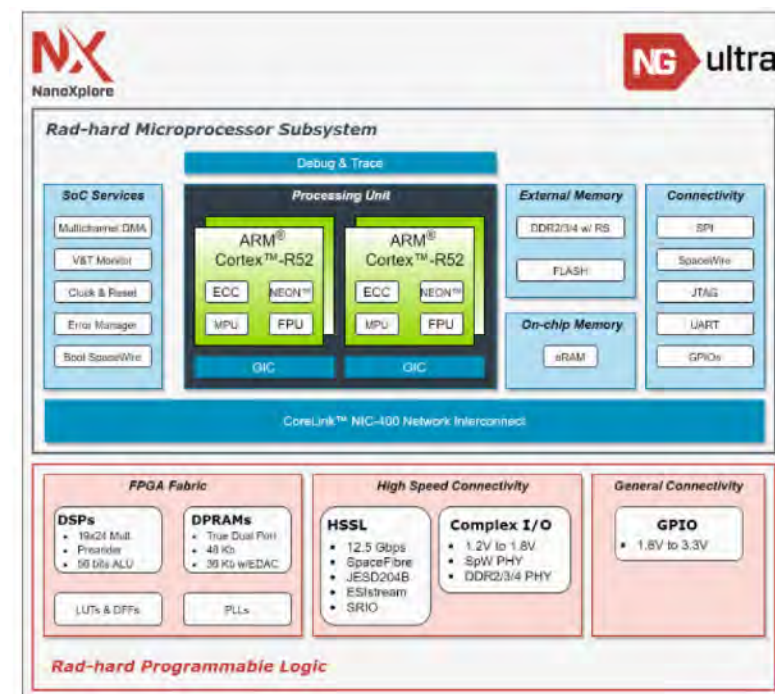 NX
NanoXplore
NG ultra
Rad-hard Microprocessor Subsystem
Debug & Trace
SoC Services
Multichannel DMA
V&T Monitor
Clock & Reset
Error Manager
Boot SpaceWire
Processing Unit
ARM®
Cortex™-R52
ECC
NEON™
MPU
FPU
GIC
ARM®
Cortex™-R52
ECC
NEON™
MPU
FPU
GIC
External Memory
DDR2/3/4 w/ RS
FLASH
On-chip Memory
eRAM
Connectivity
SPI
SpaceWire
JTAG
UART
GPIOs
CoreLink™ NIC-400 Network Interconnect
FPGA Fabric
DSPs
• 19x24 Mult.
• Preadder
• 56 bits ALU
DPRAMs
• True Dual Port
• 48 Kb
• 36 Kb w/EDAC
LUTs & DFFs
PLLs
High Speed Connectivity
HSSL
• 12.5 Gbps
• SpaceFibre
• JESD204B
• ESIstream
• SRIO
Complex I/O
• 1.2V to 1.8V
• SpW PHY
• DDR2/3/4 PHY
General Connectivity
GPIO
• 1.8V to 3.3V
Rad-hard Programmable Logic